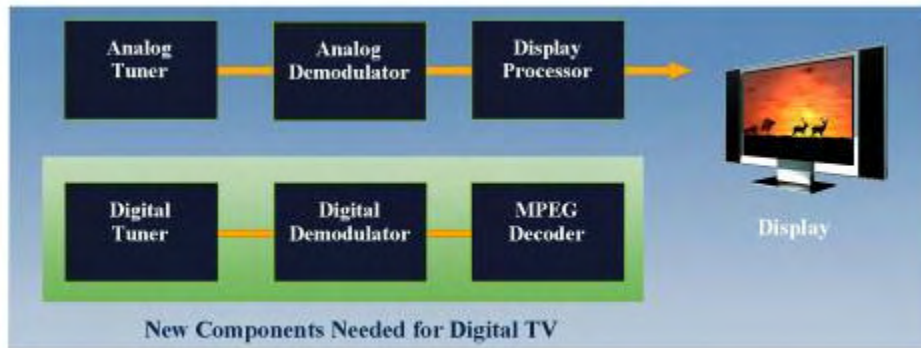 Analog
Tuner
Analog
Demodulator
Display
Processor
Digital
Tuner
Digital
Demodulator
MPEG
Decoder
Display
New Components Needed for Digital TV